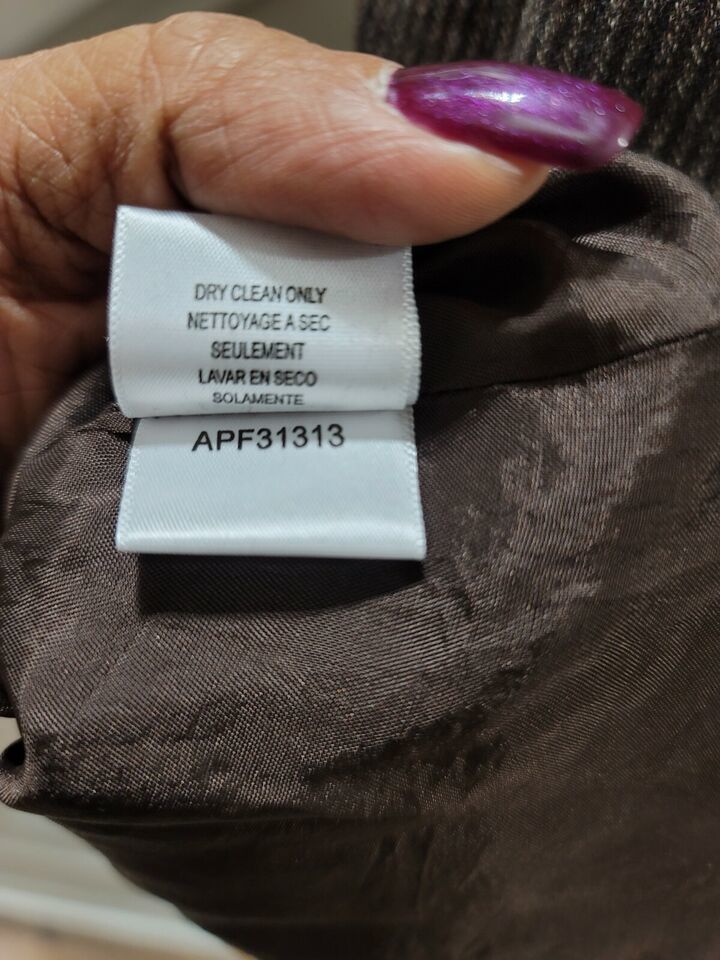 DRY CLEAN ONLY
NETTOYAGE A SEC
SEULEMENT
LAVAR EN SECO
SOLAMENTE
APF31313